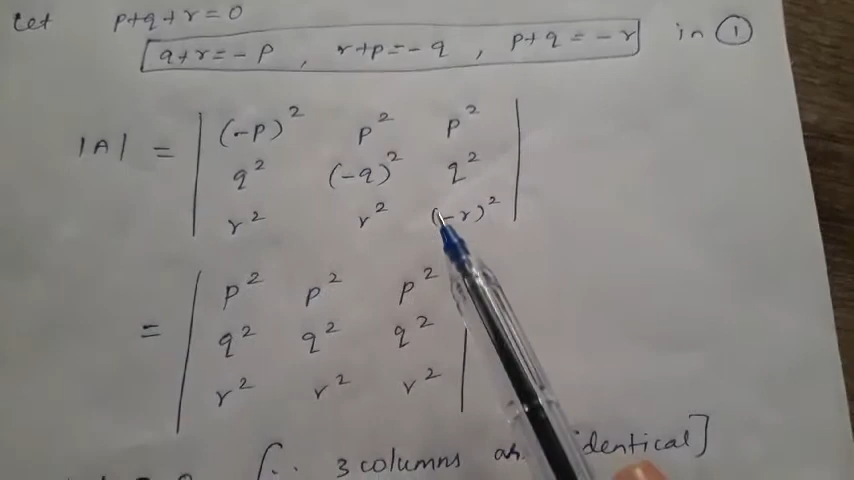 Let p+q+r=0
q+r=-p, r+p=-q, p+q=-r in ①
|A| = | (-p)² p² p² |
| q² (-q)² q² |
| r² r² (-r)² |
= | p² p² p² |
| q² q² q² |
| r² r² r² |
[∵ 3 columns identical]